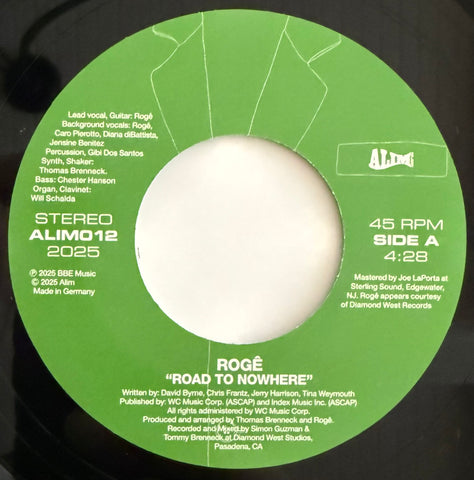 Lead vocal, Guitar: Rogê
Background vocals: Rogê,
Caro Pierotto, Diana diBattista,
Jensine Benitez
Percussion, Gibi Dos Santos
Synth, Shaker:
Thomas Brenneck.
Bass: Chester Hanson
Organ, Clavinet:
Will Schalda
STEREO
ALIM012
2025
℗ 2025 BBE Music
© 2025 Alim
Made in Germany
ALIM
45 RPM
SIDE A
4:28
Mastered by Joe LaPorta at
Sterling Sound, Edgewater,
NJ. Rogê appears courtesy
of Diamond West Records
ROGÊ
“ROAD TO NOWHERE”
Written by: David Byrne, Chris Frantz, Jerry Harrison, Tina Weymouth
Published by: WC Music Corp. (ASCAP) and Index Music Inc. (ASCAP)
All rights administered by WC Music Corp.
Produced and arranged by Thomas Brenneck and Rogê.
Recorded and Mixed by Simon Guzman &
Tommy Brenneck at Diamond West Studios,
Pasadena, CA